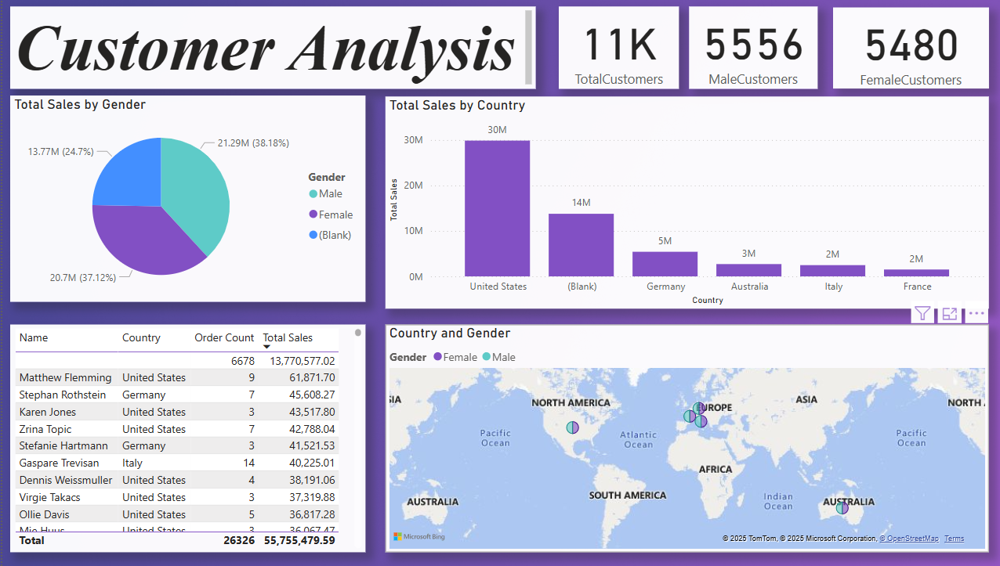 Customer Analysis
11K
TotalCustomers
5556
MaleCustomers
5480
FemaleCustomers
Total Sales by Gender
13.77M (24.7%)
21.29M (38.18%)
20.7M (37.12%)
Gender
Male
Female
(Blank)
Total Sales by Country
Total Sales
30M
20M
10M
0M
30M
14M
5M
3M
2M
2M
United States (Blank) Germany Australia Italy France
Country
Name Country Order Count Total Sales
6678 13,770,577.02
Matthew Flemming United States 9 61,871.70
Stephan Rothstein Germany 7 45,608.27
Karen Jones United States 3 43,517.80
Zrina Topic United States 7 42,788.04
Stefanie Hartmann Germany 3 41,521.53
Gaspare Trevisan Italy 14 40,225.01
Dennis Weissmuller United States 4 38,191.06
Virgie Takacs United States 3 37,319.88
Ollie Davis United States 5 36,817.28
United States 3 36,067.47
Total 26326 55,755,479.59
Country and Gender
Gender Female Male
SIA
NORTH AMERICA
EUROPE
ASIA
NORTH
Pacific
Ocean
Atlantic
Ocean
Pacific
Ocean
AFRICA
SOUTH AMERICA
AUSTRALIA
Indian
Ocean
AUSTRALIA
Microsoft Bing
© 2025 TomTom, © 2025 Microsoft Corporation, © OpenStreetMap Terms